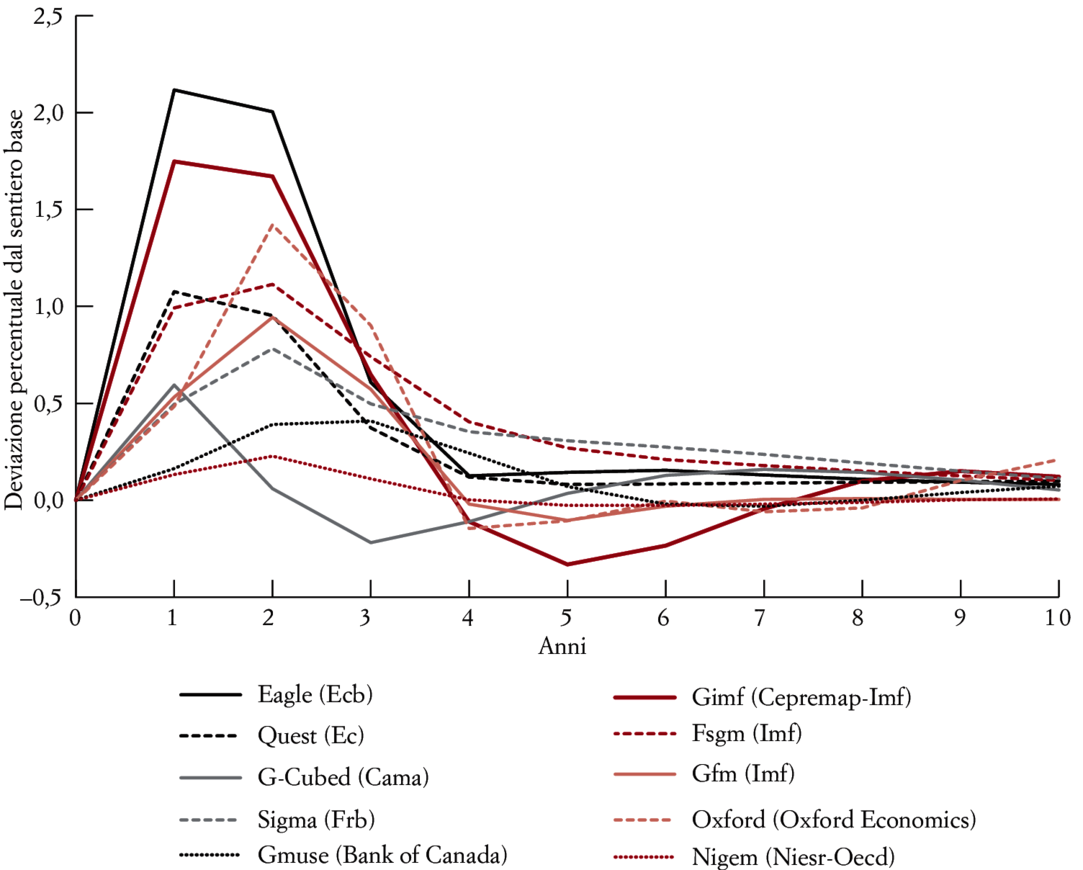 Deviazione percentuale dal sentiero base
2,5
2,0
1,5
1,0
0,5
0,0
–0,5
0 1 2 3 4 5 6 7 8 9 10
Anni
Eagle (Ecb)
Quest (Ec)
G-Cubed (Cama)
Sigma (Frb)
Gmuse (Bank of Canada)
Gimf (Cepremap-Imf)
Fsgm (Imf)
Gfm (Imf)
Oxford (Oxford Economics)
Nigem (Niesr-Oecd)